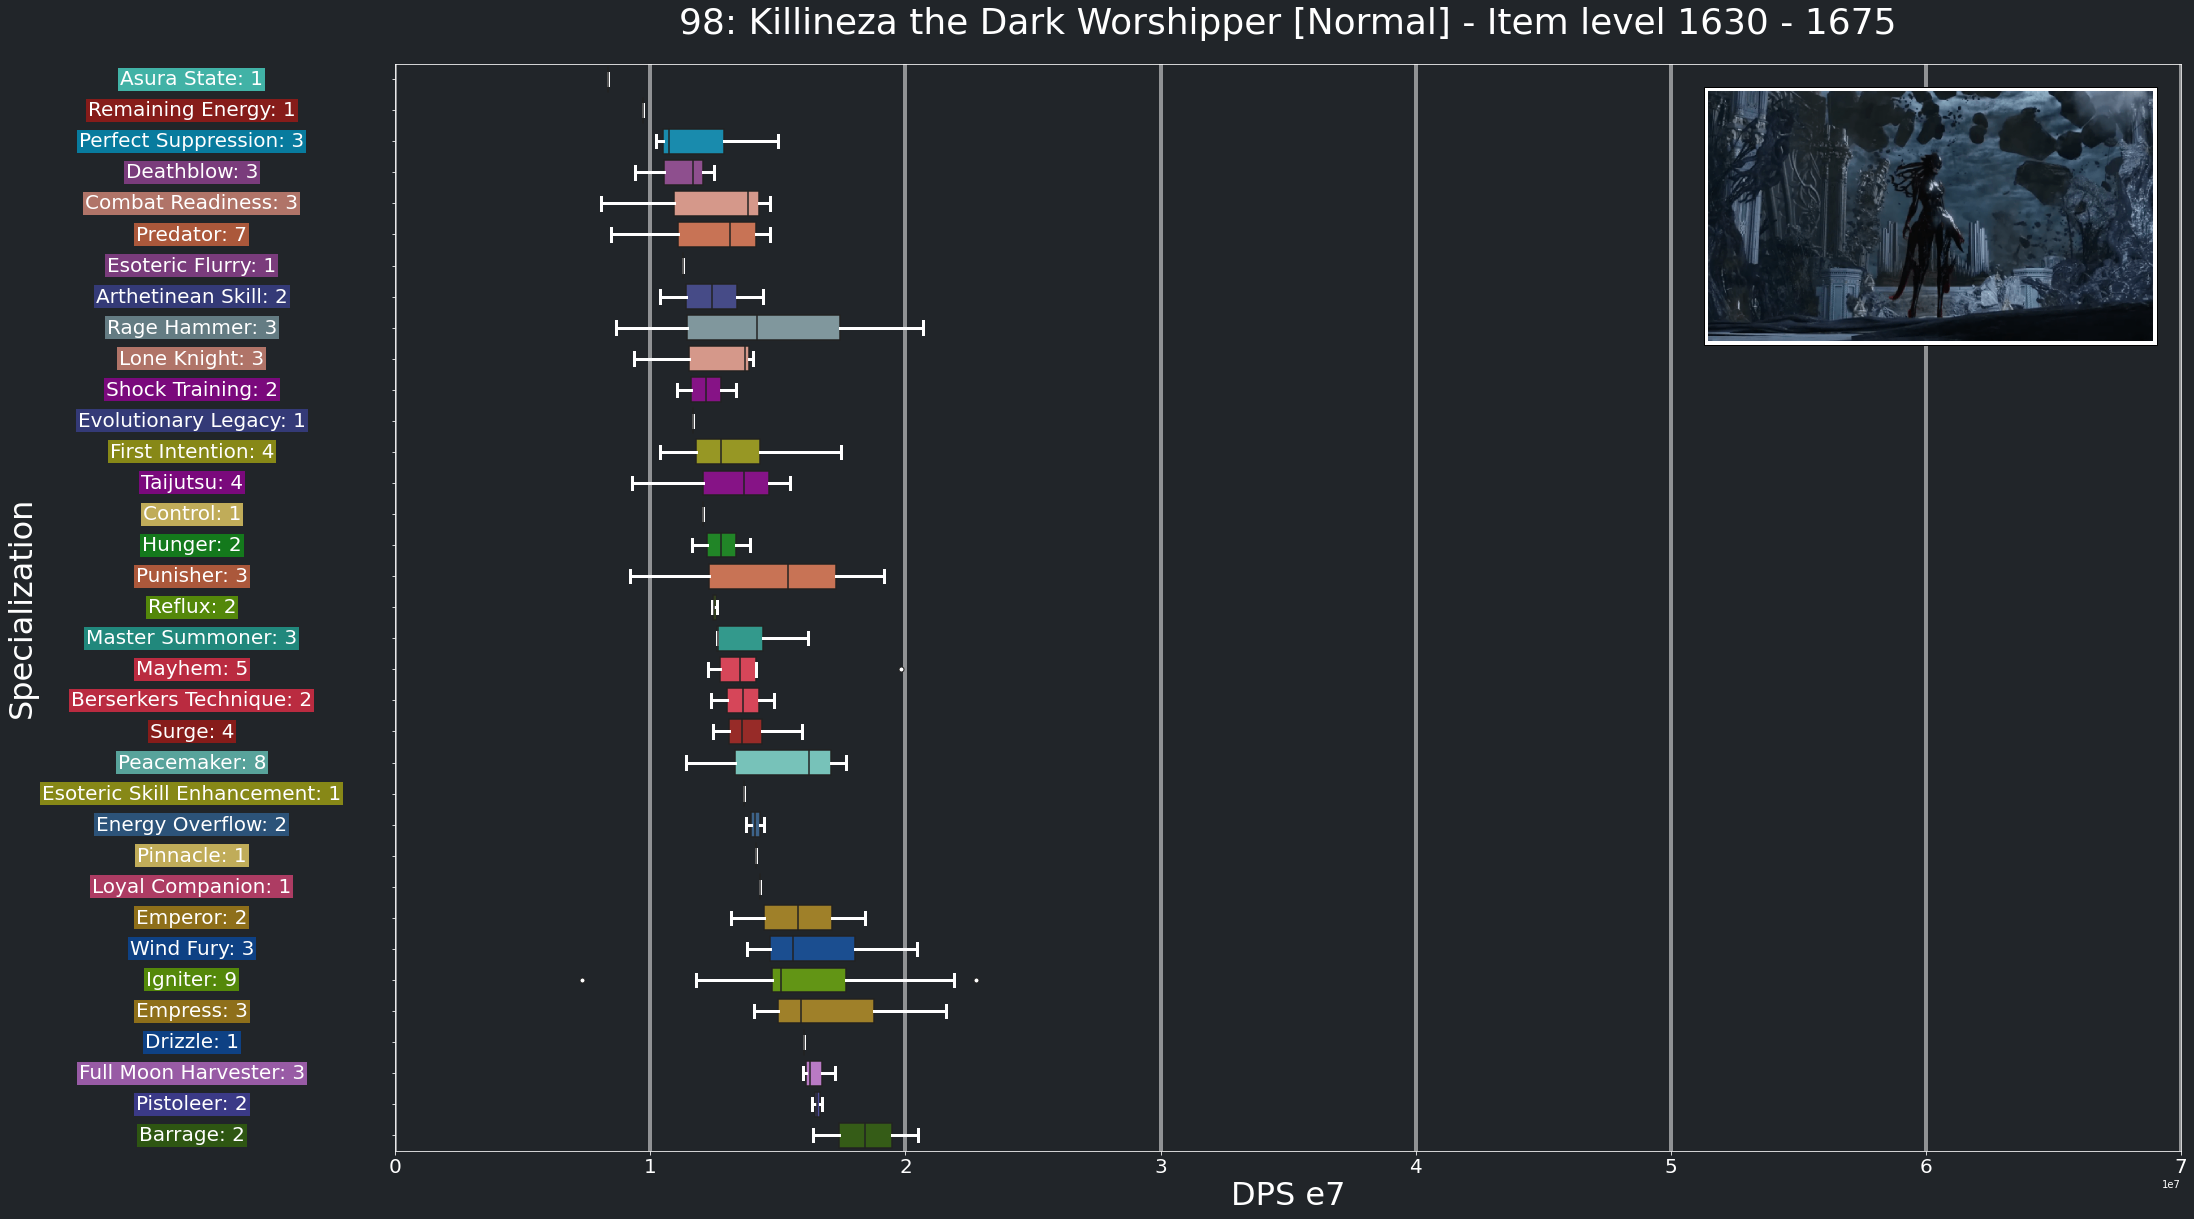 98: Killineza the Dark Worshipper [Normal] - Item level 1630 - 1675
Asura State: 1
Remaining Energy: 1
Perfect Suppression: 3
Deathblow: 3
Combat Readiness: 3
Predator: 7
Esoteric Flurry: 1
Arthetinean Skill: 2
Rage Hammer: 3
Lone Knight: 3
Shock Training: 2
Evolutionary Legacy: 1
First Intention: 4
Taijutsu: 4
Control: 1
Hunger: 2
Punisher: 3
Reflux: 2
Master Summoner: 3
Mayhem: 5
Berserkers Technique: 2
Surge: 4
Peacemaker: 8
Esoteric Skill Enhancement: 1
Energy Overflow: 2
Pinnacle: 1
Loyal Companion: 1
Emperor: 2
Wind Fury: 3
Igniter: 9
Empress: 3
Drizzle: 1
Full Moon Harvester: 3
Pistoleer: 2
Barrage: 2
Specialization
0 1 2 3 4 5 6 7
1e7
DPS e7